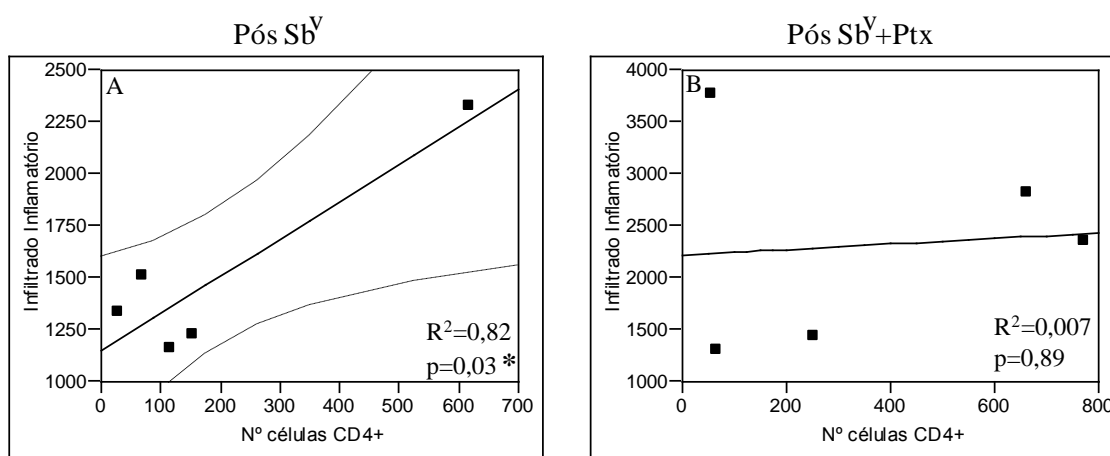 Pós Sbⱽ
A
2500
2250
2000
1750
1500
1250
1000
Infiltrado Inflamatório
R²=0,82
p=0,03 *
0 100 200 300 400 500 600 700
Nº células CD4+
Pós Sbⱽ+Ptx
B
4000
3500
3000
2500
2000
1500
1000
Infiltrado Inflamatório
R²=0,007
p=0,89
0 200 400 600 800
Nº células CD4+